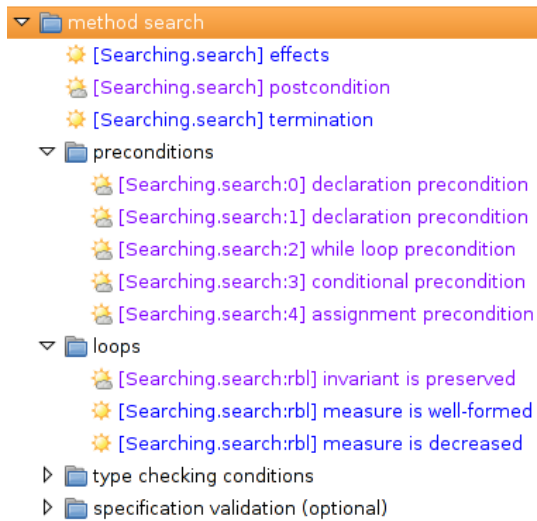 method search
[Searching.search] effects
[Searching.search] postcondition
[Searching.search] termination
preconditions
[Searching.search:0] declaration precondition
[Searching.search:1] declaration precondition
[Searching.search:2] while loop precondition
[Searching.search:3] conditional precondition
[Searching.search:4] assignment precondition
loops
[Searching.search:rbl] invariant is preserved
[Searching.search:rbl] measure is well-formed
[Searching.search:rbl] measure is decreased
type checking conditions
specification validation (optional)